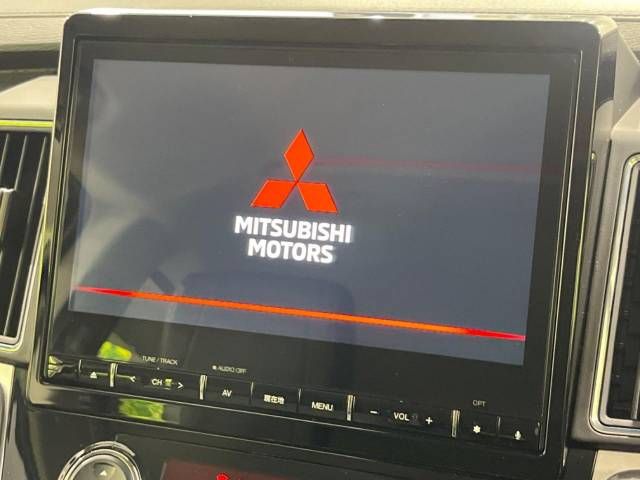 MITSUBISHI
MOTORS
TUNE/TRACK
AUDIO OFF
OPT
CH
AV
現在地
MENU
− VOL +